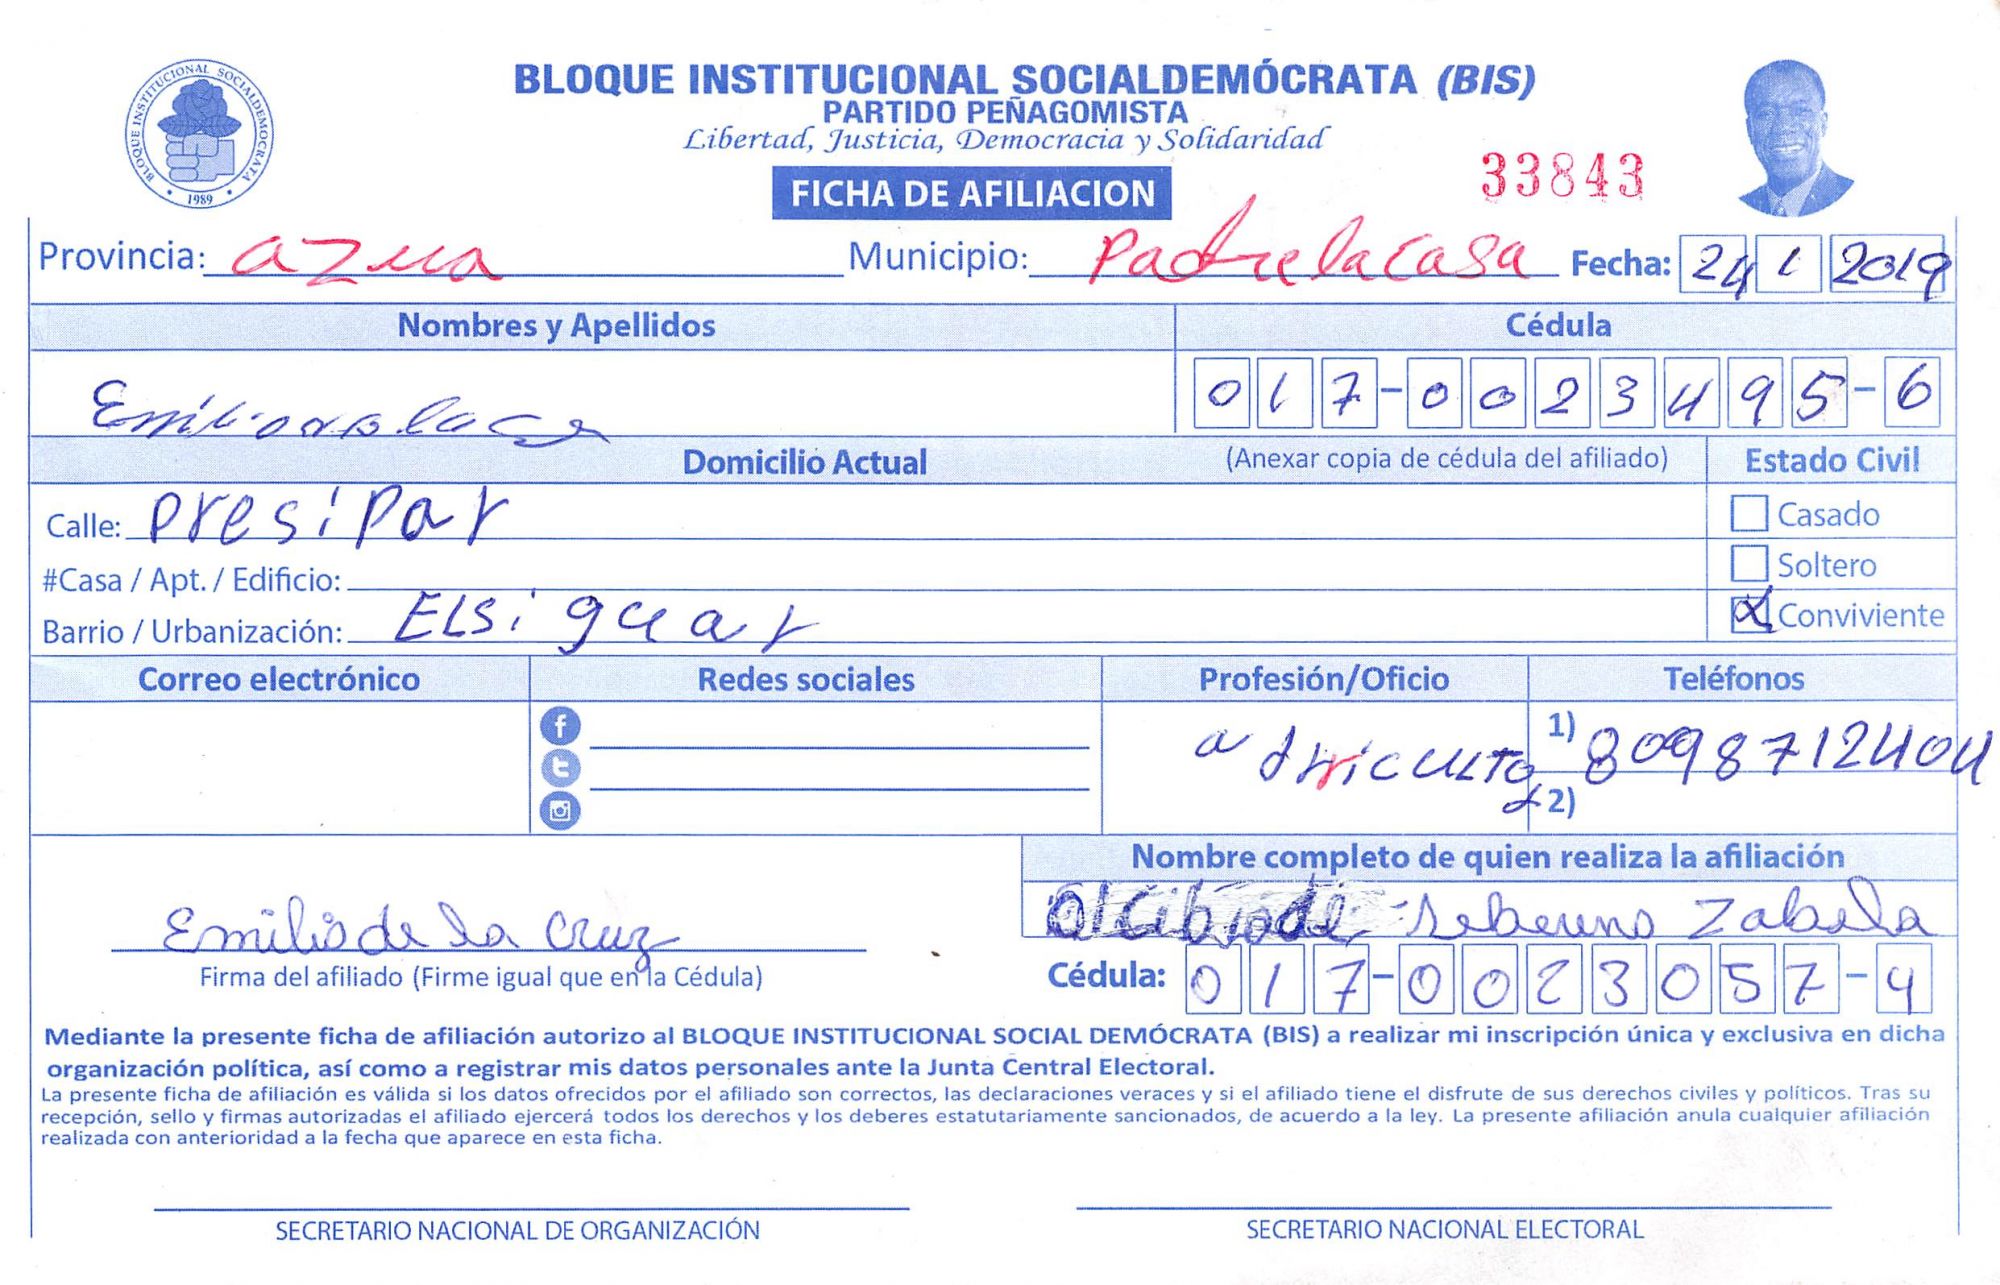 BLOQUE INSTITUCIONAL SOCIALDEMOCRATA
1989
BLOQUE INSTITUCIONAL SOCIALDEMÓCRATA (BIS)
PARTIDO PEÑAGOMISTA
Libertad, Justicia, Democracia y Solidaridad
FICHA DE AFILIACION
33843
Provincia: azua Municipio: Padre la casa Fecha: 24 1 2019
Nombres y Apellidos Cédula
017-0023495-6
Domicilio Actual (Anexar copia de cédula del afiliado) Estado Civil
Calle: Presipar Casado
#Casa / Apt. / Edificio: Soltero
Barrio / Urbanización: ELsiguar X Conviviente
Correo electrónico Redes sociales Profesión/Oficio Teléfonos
1) 8098712404
2)
Nombre completo de quien realiza la afiliación
Emilio de la Cruz Zabala
Firma del afiliado (Firme igual que en la Cédula) Cédula: 017-0023057-4
Mediante la presente ficha de afiliación autorizo al BLOQUE INSTITUCIONAL SOCIAL DEMÓCRATA (BIS) a realizar mi inscripción única y exclusiva en dicha
organización política, así como a registrar mis datos personales ante la Junta Central Electoral.
La presente ficha de afiliación es válida si los datos ofrecidos por el afiliado son correctos, las declaraciones veraces y si el afiliado tiene el disfrute de sus derechos civiles y políticos. Tras su
recepción, sello y firmas autorizadas el afiliado ejercerá todos los derechos y los deberes estatutariamente sancionados, de acuerdo a la ley. La presente afiliación anula cualquier afiliación
realizada con anterioridad a la fecha que aparece en esta ficha.
SECRETARIO NACIONAL DE ORGANIZACIÓN SECRETARIO NACIONAL ELECTORAL